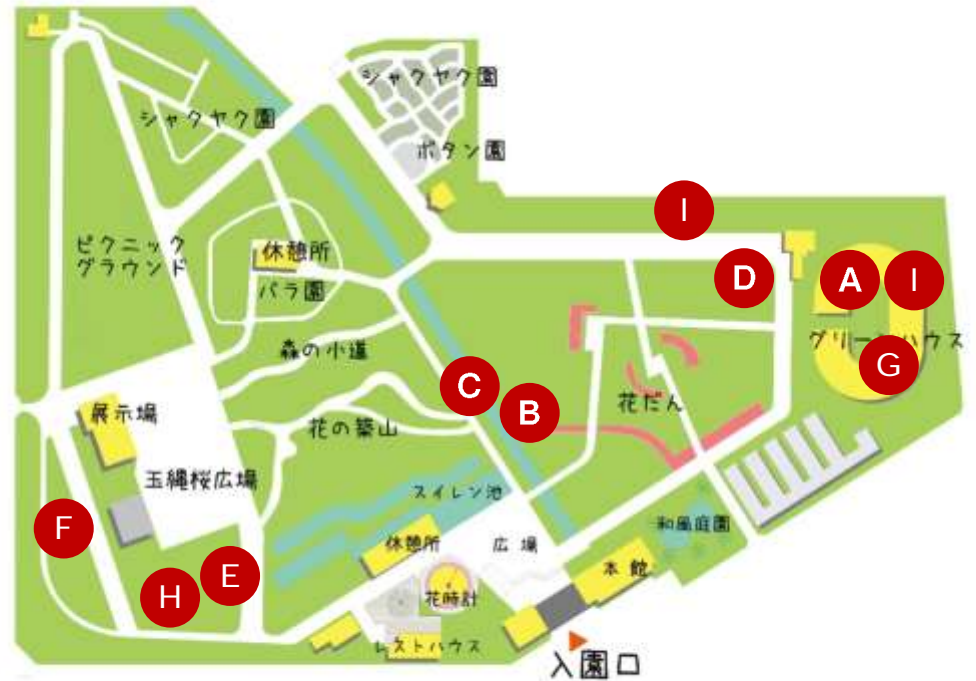 シャクヤク園
シャクヤク園
ボタン園
I
ピクニック
グラウンド
休憩所
バラ園
D
A
I
グリーンハウス
G
森の小道
C
B
花だん
展示場
花の築山
玉縄桜広場
スイレン池
F
和風庭園
休憩所
広場
本館
H
E
花時計
レストハウス
入園口